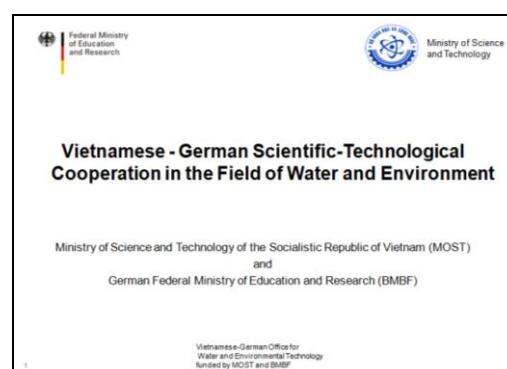 Federal Ministry
of Education
and Research
Ministry of Science
and Technology
Vietnamese - German Scientific-Technological
Cooperation in the Field of Water and Environment
Ministry of Science and Technology of the Socialistic Republic of Vietnam (MOST)
and
German Federal Ministry of Education and Research (BMBF)
Vietnamese-German Office for
Water and Environmental Technology
funded by MOST and BMBF
1